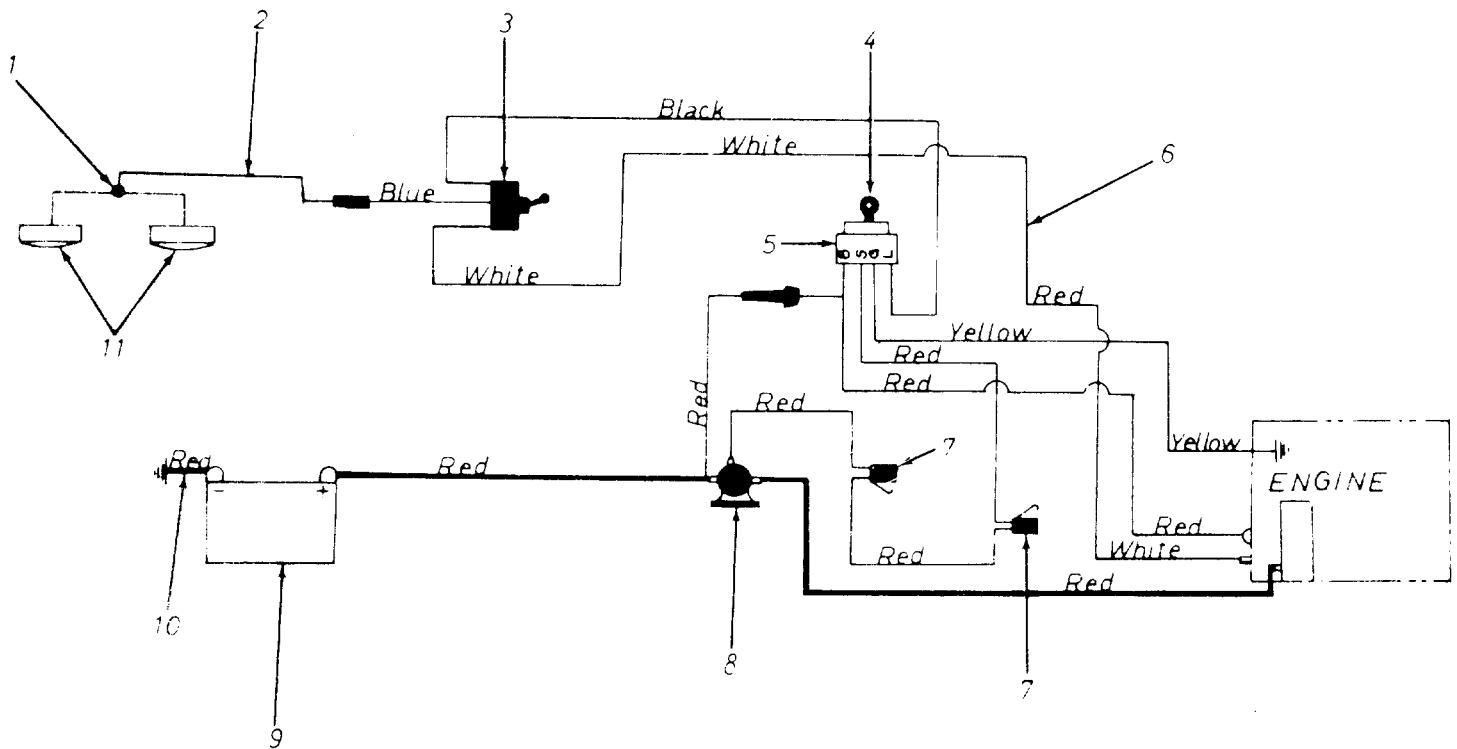 1
2
3
4
Black
White
6
Blue
5
B S G L
White
Red
11
Yellow
Red
Red
Red
Red
7
Yellow
Red
Red
ENGINE
- +
Red
Red
White
Red
10
8
7
9